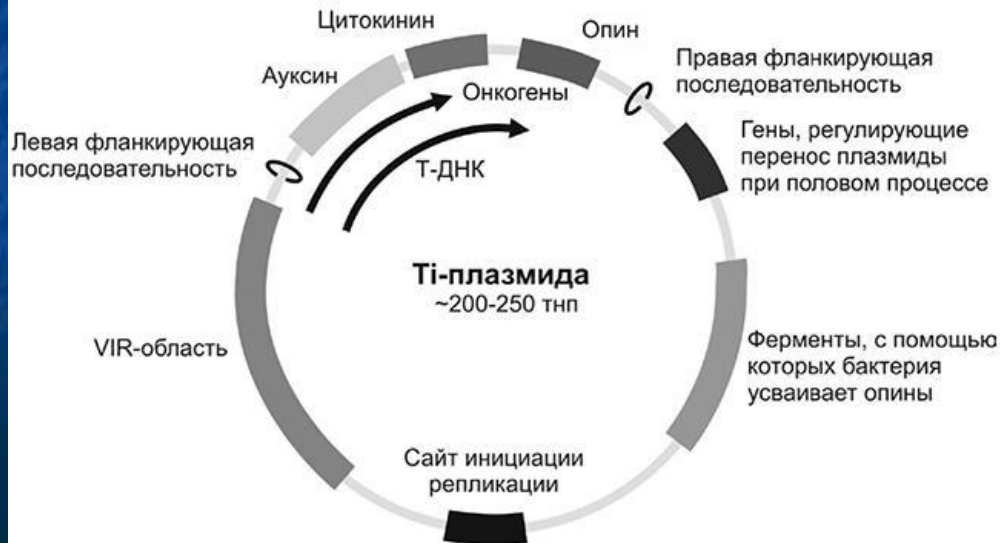 Цитокинин
Опин
Ауксин
Онкогены
Правая фланкирующая
последовательность
Левая фланкирующая
последовательность
Т-ДНК
Гены, регулирующие
перенос плазмиды
при половом процессе
Ti-плазмида
~200-250 тнп
VIR-область
Ферменты, с помощью
которых бактерия
усваивает опины
Сайт инициации
репликации